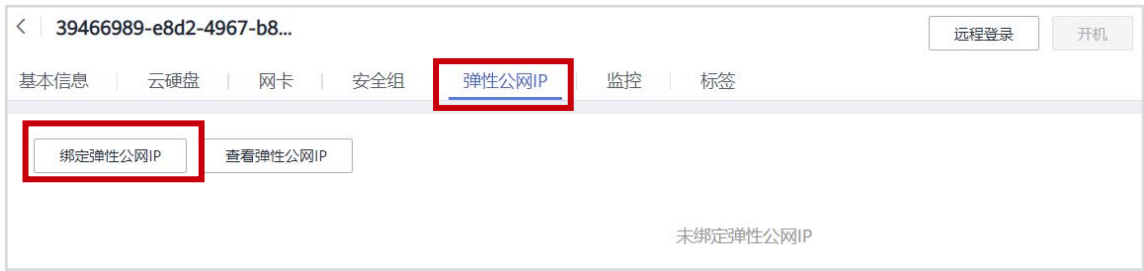 39466989-e8d2-4967-b8...
远程登录 开机
基本信息 云硬盘 网卡 安全组 弹性公网IP 监控 标签
绑定弹性公网IP 查看弹性公网IP
未绑定弹性公网IP